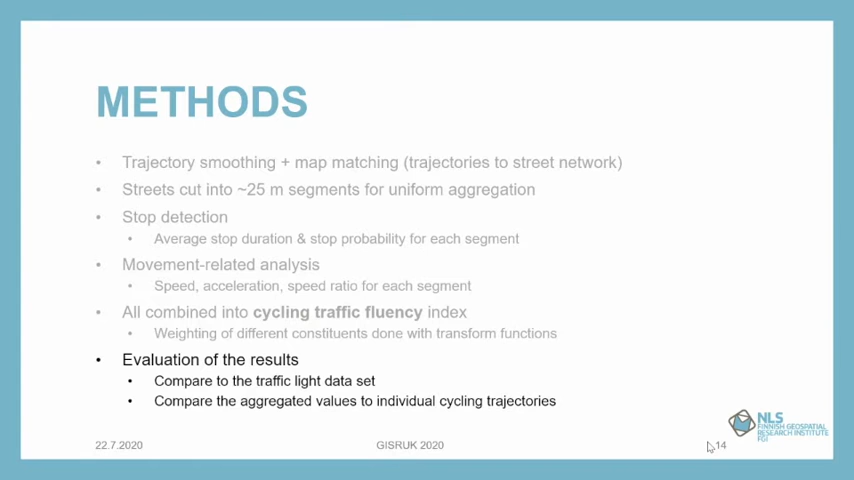 METHODS
• Trajectory smoothing + map matching (trajectories to street network)
• Streets cut into ~25 m segments for uniform aggregation
• Stop detection
• Average stop duration & stop probability for each segment
• Movement-related analysis
• Speed, acceleration, speed ratio for each segment
• All combined into cycling traffic fluency index
• Weighting of different constituents done with transform functions
• Evaluation of the results
• Compare to the traffic light data set
• Compare the aggregated values to individual cycling trajectories
NLS
FINNISH GEOSPATIAL
RESEARCH INSTITUTE
FGI
22.7.2020
GISRUK 2020
14